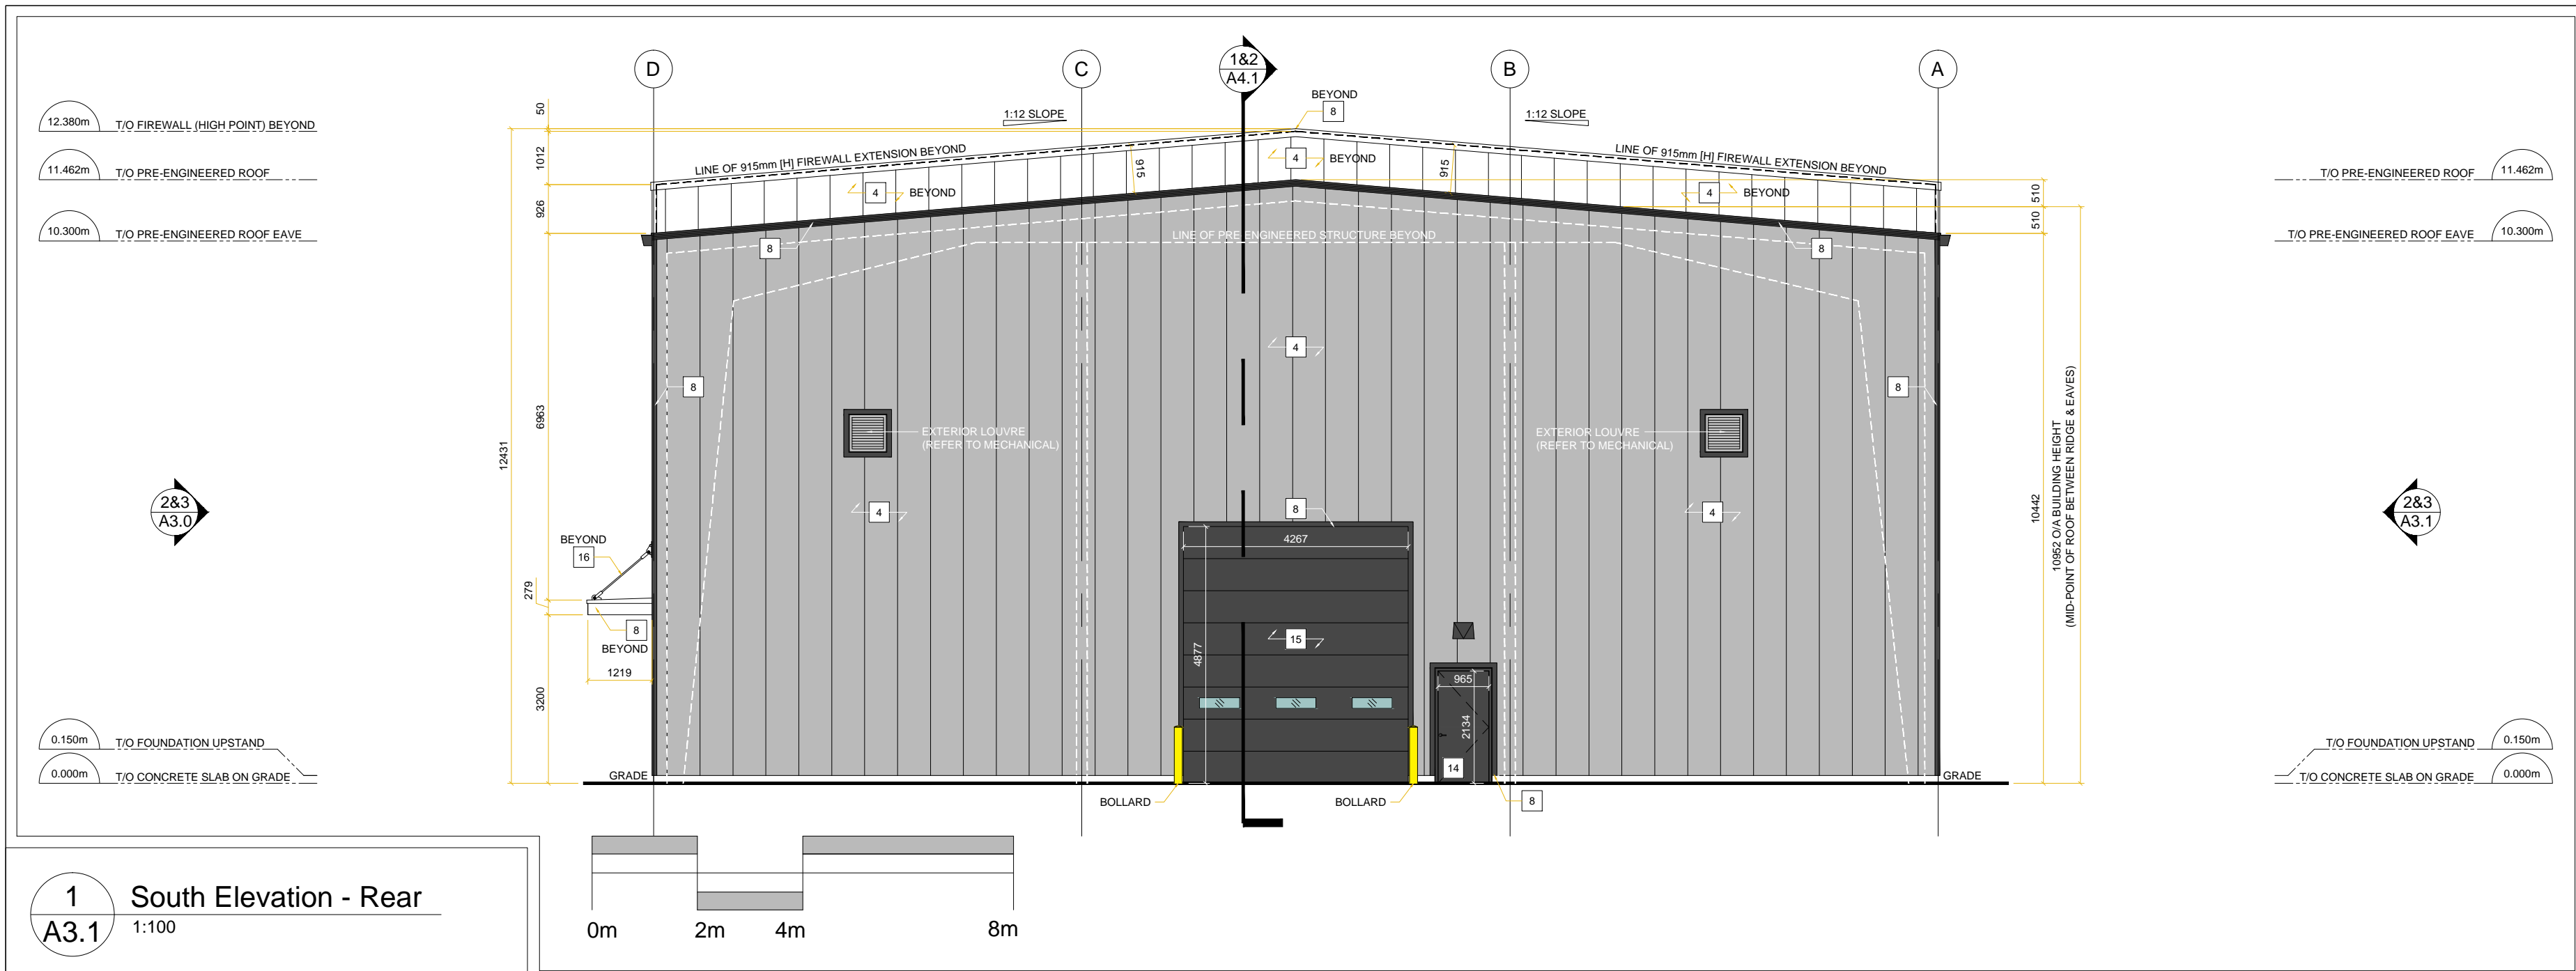 D
C
1&2
A4.1
B
A
12.380m
T/O FIREWALL (HIGH POINT) BEYOND
11.462m
T/O PRE-ENGINEERED ROOF
10.300m
T/O PRE-ENGINEERED ROOF EAVE
50
1012
926
6963
12431
279
3200
1219
1:12 SLOPE
BEYOND
8
1:12 SLOPE
LINE OF 915mm [H] FIREWALL EXTENSION BEYOND
915
4
BEYOND
915
LINE OF 915mm [H] FIREWALL EXTENSION BEYOND
4
BEYOND
4
BEYOND
T/O PRE-ENGINEERED ROOF
11.462m
T/O PRE-ENGINEERED ROOF EAVE
10.300m
510
510
8
LINE OF PRE ENGINEERED STRUCTURE BEYOND
8
4
8
8
EXTERIOR LOUVRE
(REFER TO MECHANICAL)
EXTERIOR LOUVRE
(REFER TO MECHANICAL)
10442
10952 O/A BUILDING HEIGHT
(MID-POINT OF ROOF BETWEEN RIDGE & EAVES)
2&3
A3.0
4
8
4
2&3
A3.1
BEYOND
16
4267
4877
15
8
BEYOND
965
2134
14
0.150m
T/O FOUNDATION UPSTAND
0.000m
T/O CONCRETE SLAB ON GRADE
GRADE
GRADE
T/O FOUNDATION UPSTAND
0.150m
T/O CONCRETE SLAB ON GRADE
0.000m
BOLLARD
BOLLARD
8
1
A3.1
South Elevation - Rear
1:100
0m
2m
4m
8m